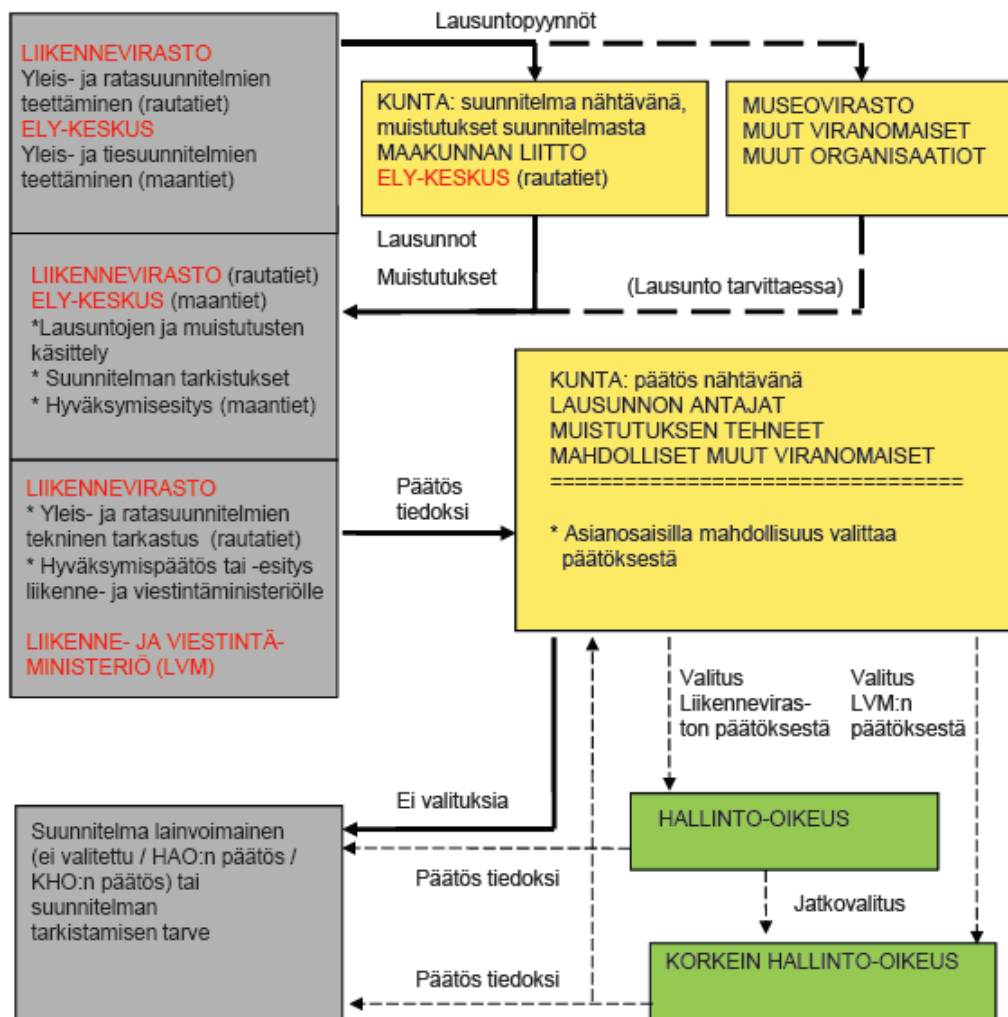 Lausuntopyynnöt
LIIKENNEVIRASTO
Yleis- ja ratasuunnitelmien
teettäminen (rautatiet)
ELY-KESKUS
Yleis- ja tiesuunnitelmien
teettäminen (maantiet)
KUNTA: suunnitelma nähtävänä,
muistutukset suunnitelmasta
MAAKUNNAN LIITTO
ELY-KESKUS (rautatiet)
MUSEOVIRASTO
MUUT VIRANOMAISET
MUUT ORGANISAATIOT
Lausunnot
Muistutukset
(Lausunto tarvittaessa)
LIIKENNEVIRASTO (rautatiet)
ELY-KESKUS (maantiet)
*Lausuntojen ja muistutusten
käsittely
* Suunnitelman tarkistukset
* Hyväksymisesitys (maantiet)
KUNTA: päätös nähtävänä
LAUSUNNON ANTAJAT
MUISTUTUKSEN TEHNEET
MAHDOLLISET MUUT VIRANOMAISET
==================================
* Asianosaisilla mahdollisuus valittaa
päätöksestä
Päätös
tiedoksi
LIIKENNEVIRASTO
* Yleis- ja ratasuunnitelmien
tekninen tarkastus (rautatiet)
* Hyväksymispäätös tai -esitys
liikenne- ja viestintäministeriölle
LIIKENNE- JA VIESTINTÄ-
MINISTERIÖ (LVM)
Valitus
Liikenneviras-
ton päätöksestä
Valitus
LVM:n
päätöksestä
Ei valituksia
Suunnitelma lainvoimainen
(ei valitettu / HAO:n päätös /
KHO:n päätös) tai
suunnitelman
tarkistamisen tarve
HALLINTO-OIKEUS
Päätös tiedoksi
Jatkovalitus
KORKEIN HALLINTO-OIKEUS
Päätös tiedoksi